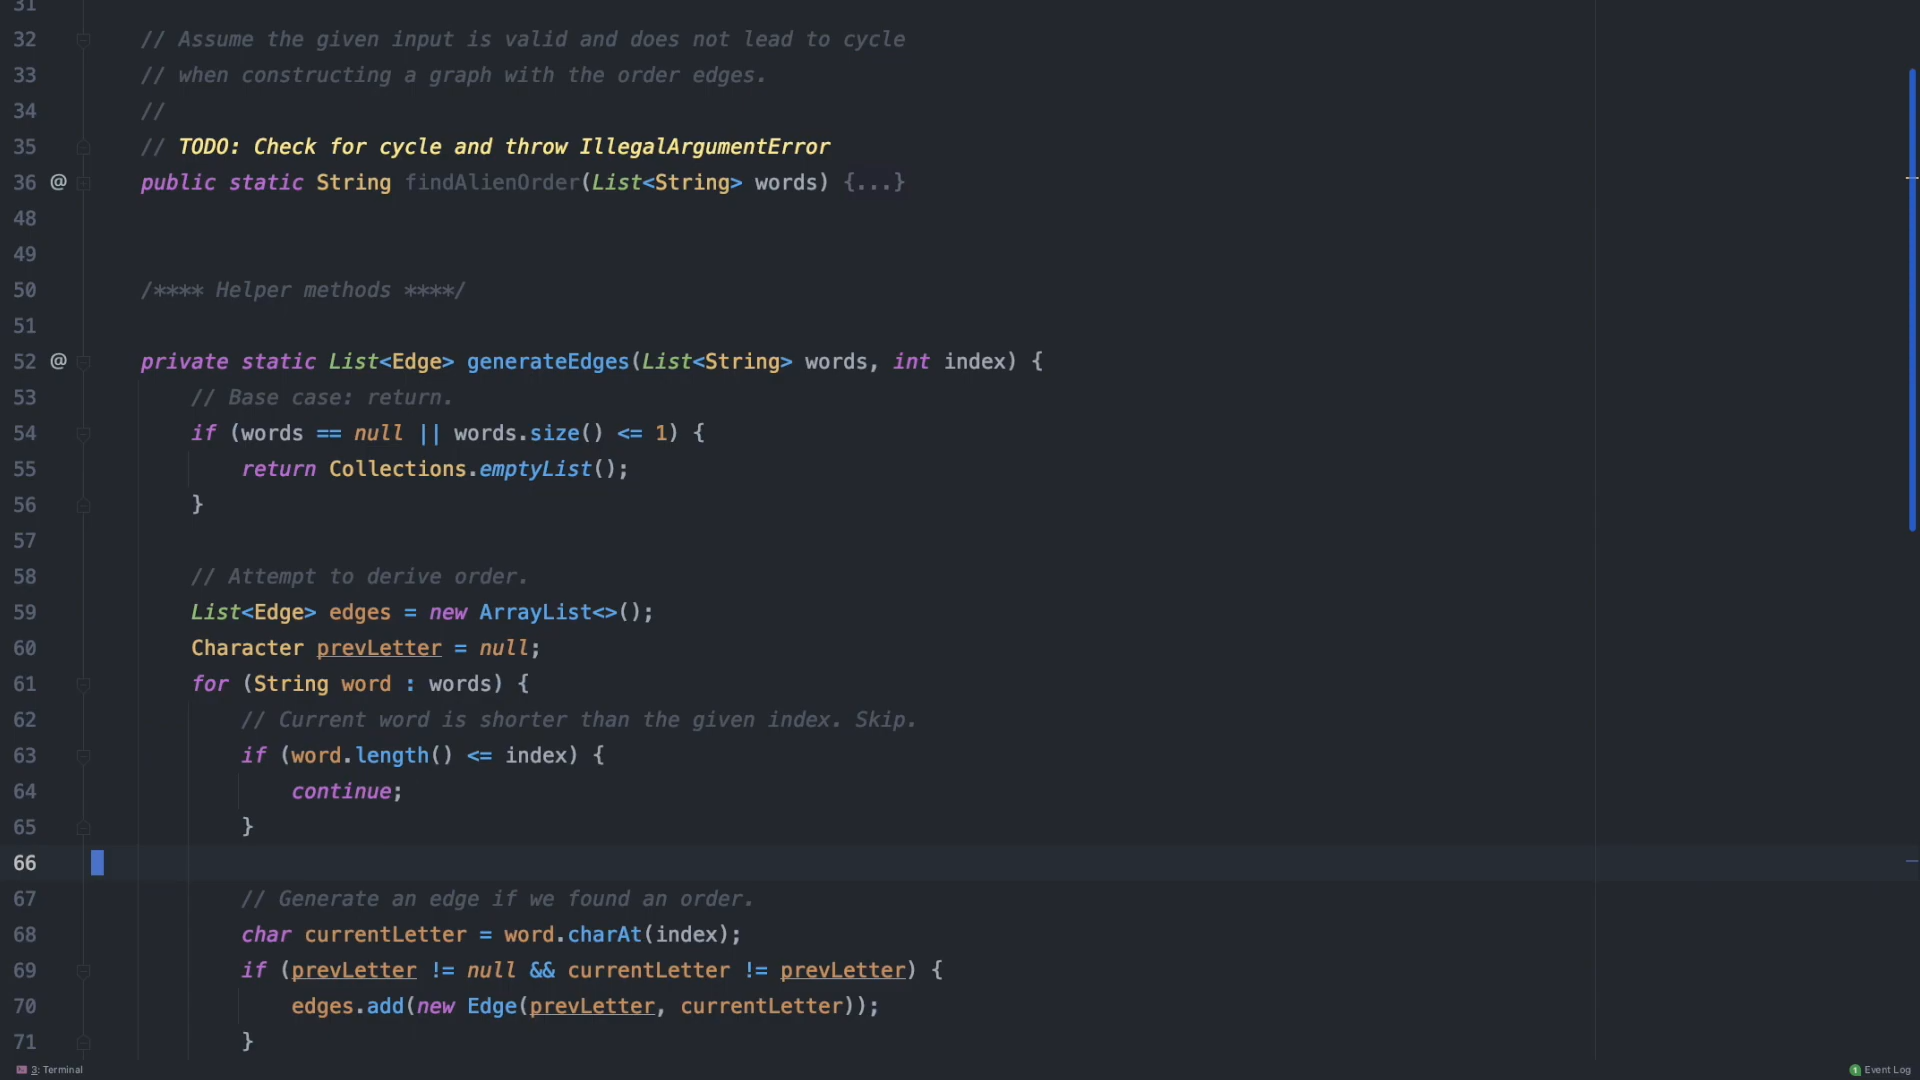 31
32 // Assume the given input is valid and does not lead to cycle
33 // when constructing a graph with the order edges.
34 //
35 // TODO: Check for cycle and throw IllegalArgumentError
36 @ public static String findAlienOrder(List<String> words) {...}
48
49
50 /**** Helper methods ****/
51
52 @ private static List<Edge> generateEdges(List<String> words, int index) {
53 // Base case: return.
54 if (words == null || words.size() <= 1) {
55 return Collections.emptyList();
56 }
57
58 // Attempt to derive order.
59 List<Edge> edges = new ArrayList<>();
60 Character prevLetter = null;
61 for (String word : words) {
62 // Current word is shorter than the given index. Skip.
63 if (word.length() <= index) {
64 continue;
65 }
66
67 // Generate an edge if we found an order.
68 char currentLetter = word.charAt(index);
69 if (prevLetter != null && currentLetter != prevLetter) {
70 edges.add(new Edge(prevLetter, currentLetter));
71 }
3: Terminal
1 Event Log